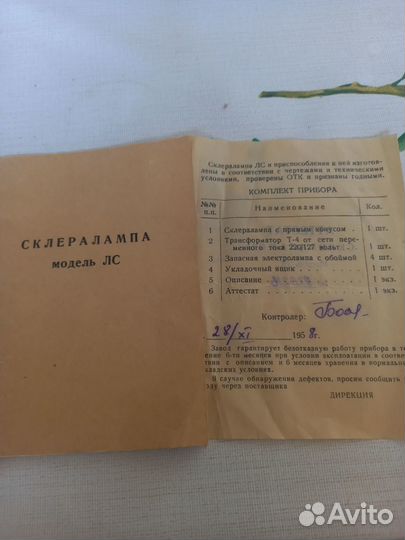 СКЛЕРАЛАМПА
модель ЛС
Склералампа ЛС и приспособления к ней изготов-
лены в соответствии с чертежами и техническими
условиями, проверены ОТК и признаны годными.
КОМПЛЕКТ ПРИБОРА
№№ п.п. Наименование Кол.
1 Склералампа с прямым конусом 1 шт.
2 Трансформатор Т-4 от сети пере-
менного тока 220/127 вольт 1 шт.
3 Запасная электролампа с обоймой 4 шт.
4 Укладочный ящик 1 шт.
5 Описание 1 экз.
6 Аттестат 1 экз.
Контролер:
28/XI 1958 г.
Завод гарантирует безотказную работу прибора в те
ение 6-ти месяцев при условии эксплоатации в соотве
ствии с описанием и 6 месяцев хранения в нормальн
складских условиях.
В случае обнаружения дефектов, просим сообщить
оду через поставщика
ДИРЕКЦИЯ
Avito